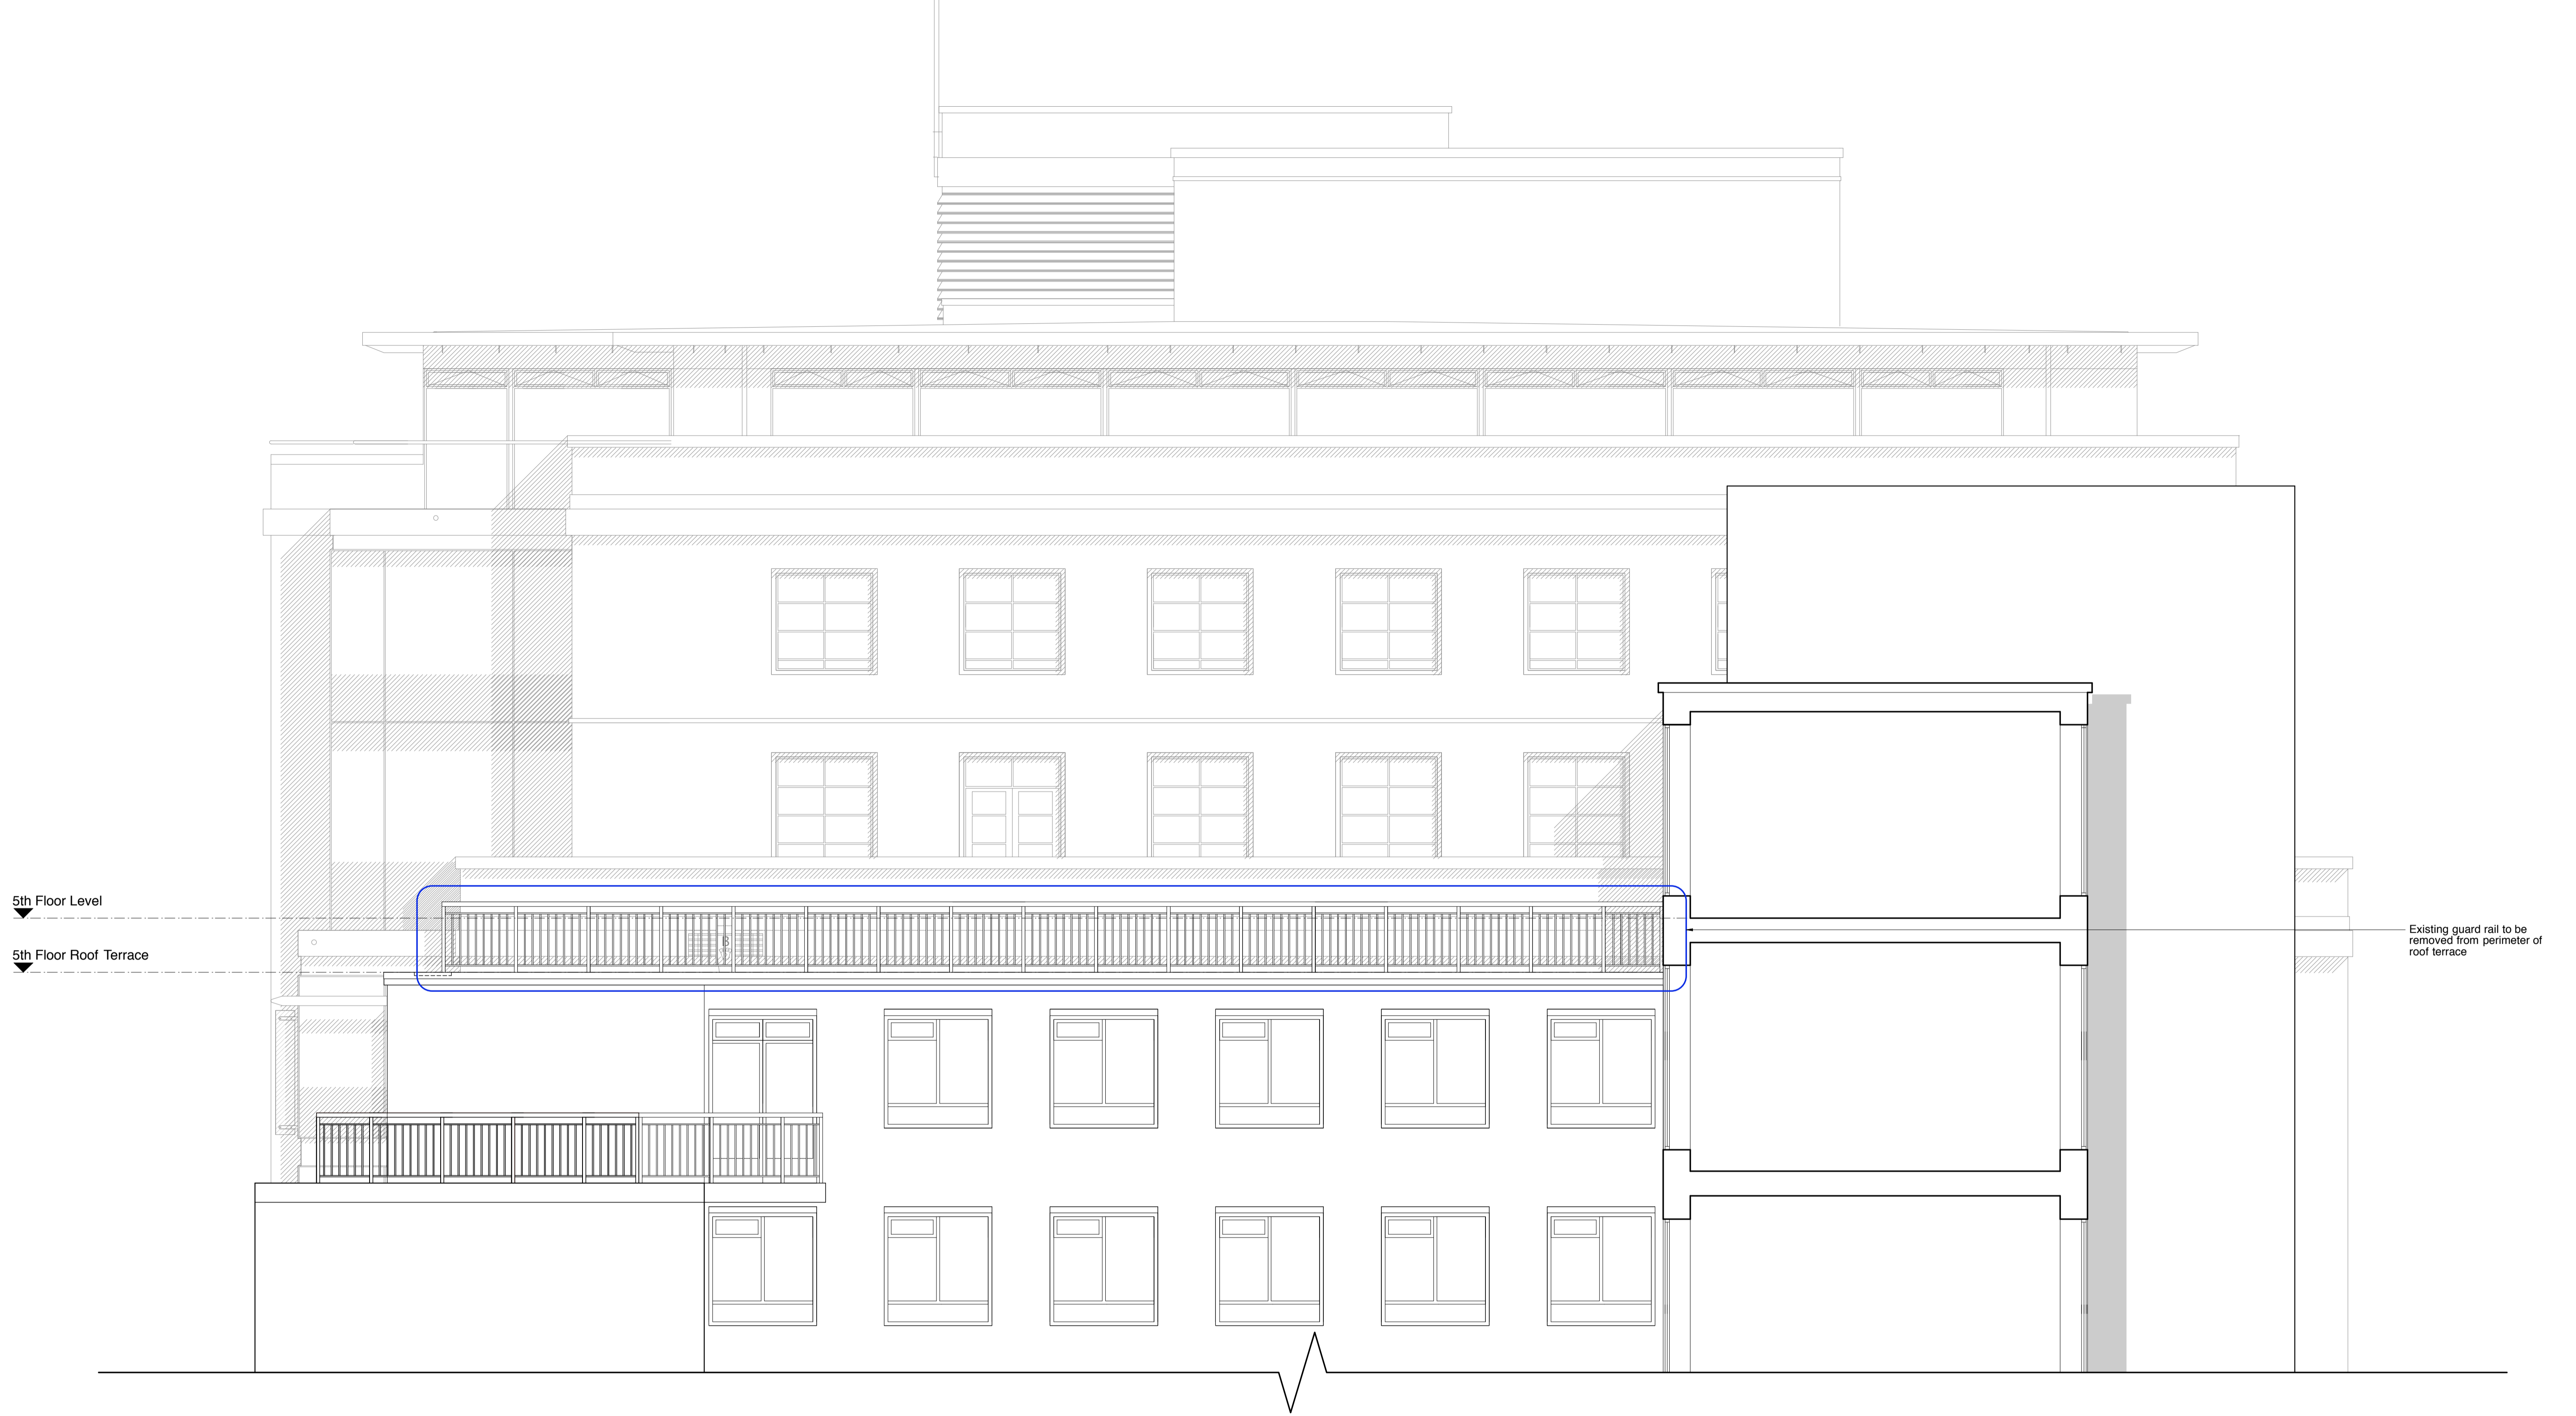 5th Floor Level
5th Floor Roof Terrace
Existing guard rail to be
removed from perimeter of
roof terrace
B